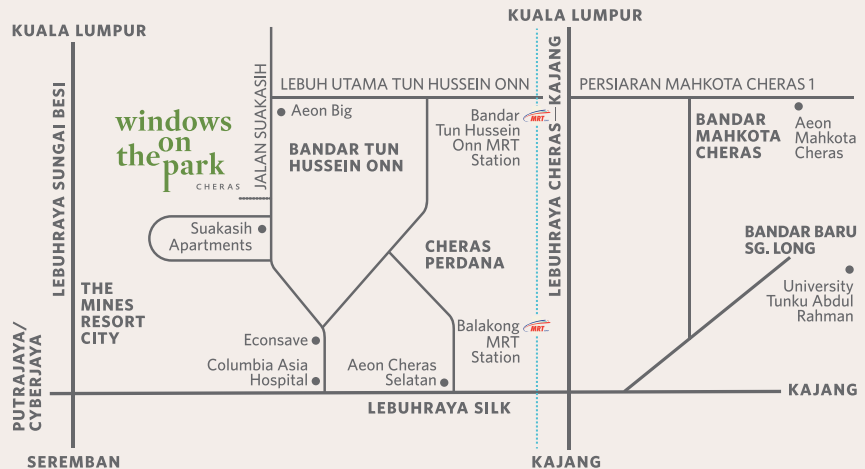 KUALA LUMPUR
KUALA LUMPUR
LEBUHRAYA SUNGAI BESI
JALAN SUAKASIH
LEBUH UTAMA TUN HUSSEIN ONN
LEBUHRAYA CHERAS – KAJANG
PERSIARAN MAHKOTA CHERAS 1
windows
on
the
park
CHERAS
Aeon Big
BANDAR TUN
HUSSEIN ONN
Bandar
Tun Hussein
Onn MRT
Station
MRT
BANDAR
MAHKOTA
CHERAS
Aeon
Mahkota
Cheras
Suakasih
Apartments
CHERAS
PERDANA
BANDAR BARU
SG. LONG
University
Tunku Abdul
Rahman
THE
MINES
RESORT
CITY
Econsave
Columbia Asia
Hospital
Aeon Cheras
Selatan
Balakong
MRT
Station
MRT
PUTRAJAYA/
CYBERJAYA
LEBUHRAYA SILK
KAJANG
SEREMBAN
KAJANG